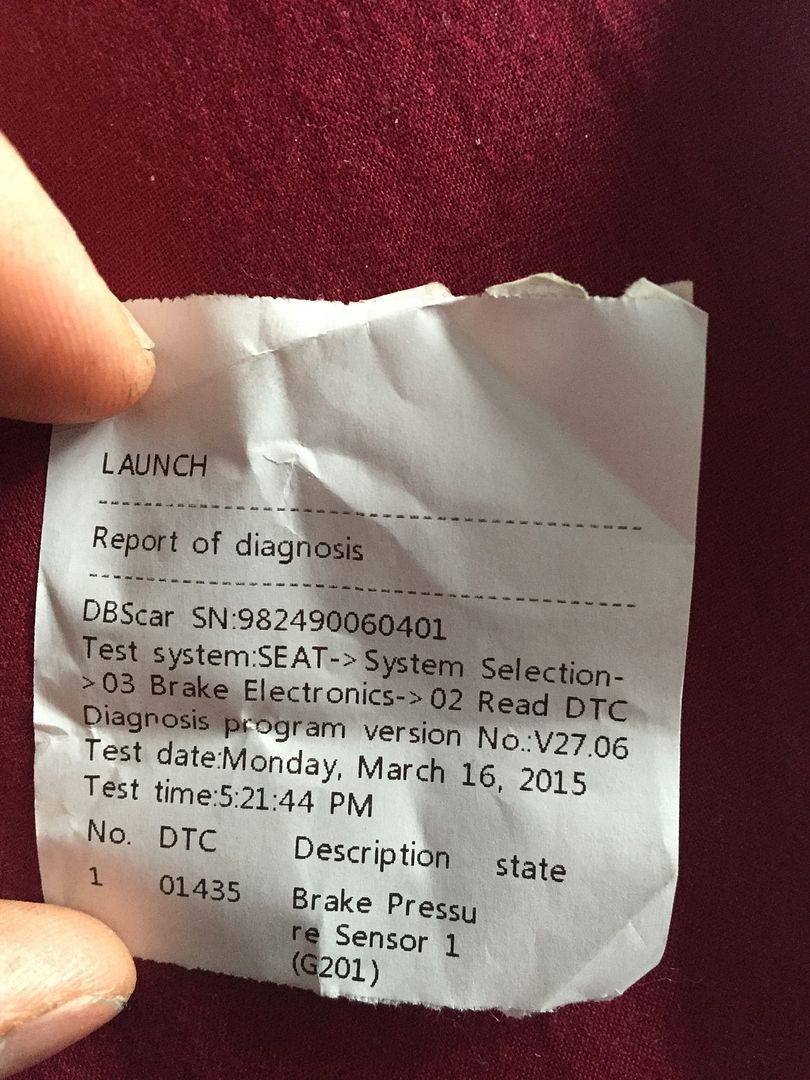 LAUNCH
--------------------------------------------------
Report of diagnosis
--------------------------------------------------
DBScar SN:982490060401
Test system:SEAT->System Selection-
>03 Brake Electronics->02 Read DTC
Diagnosis program version No.:V27.06
Test date:Monday, March 16, 2015
Test time:5:21:44 PM
No. DTC Description state
1 01435 Brake Pressu
re Sensor 1
(G201)